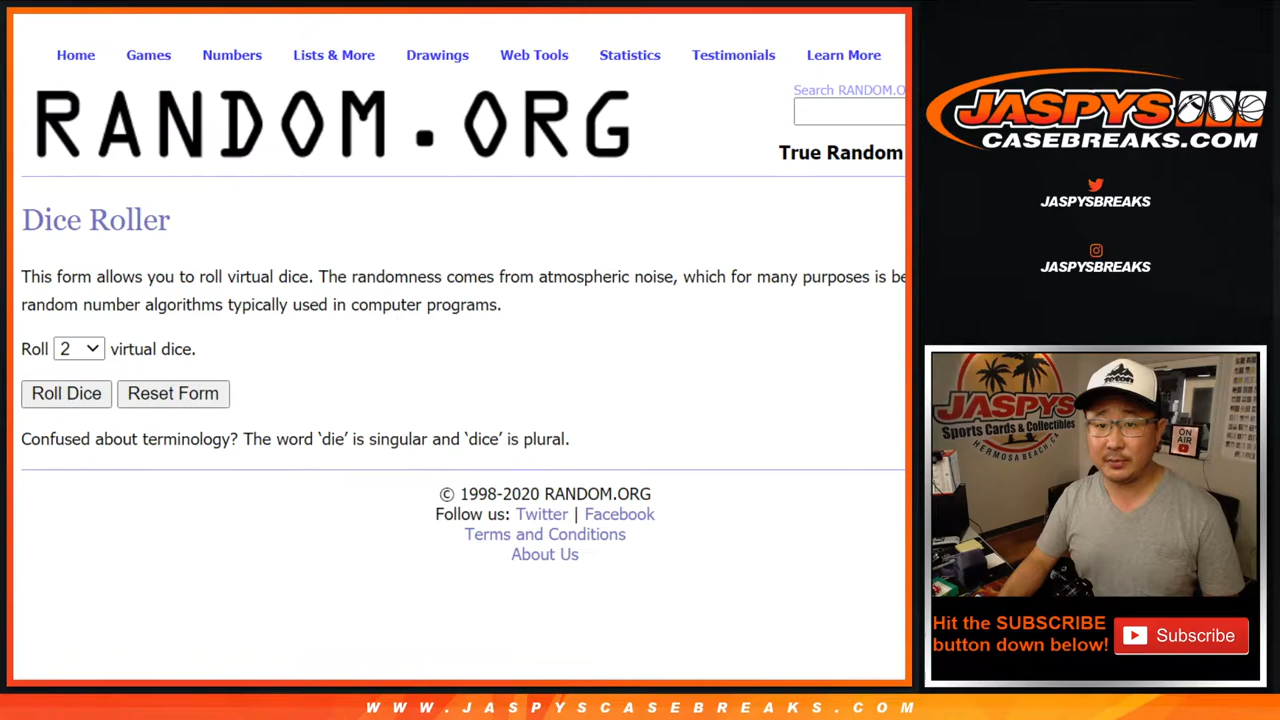 Home Games Numbers Lists & More Drawings Web Tools Statistics Testimonials Learn More
RANDOM.ORG
Search RANDOM.O
True Random
Dice Roller
This form allows you to roll virtual dice. The randomness comes from atmospheric noise, which for many purposes is be
random number algorithms typically used in computer programs.
Roll 2 virtual dice.
Roll Dice Reset Form
Confused about terminology? The word ‘die’ is singular and ‘dice’ is plural.
© 1998-2020 RANDOM.ORG
Follow us: Twitter | Facebook
Terms and Conditions
About Us
JASPYS
CASEBREAKS.COM
JASPYSBREAKS
JASPYSBREAKS
JASPYS
Sports Cards & Collectibles
HERMOSA BEACH, CA
teton
ON
AIR
Hit the SUBSCRIBE
button down below!
Subscribe
WWW.JASPYSCASEBREAKS.COM